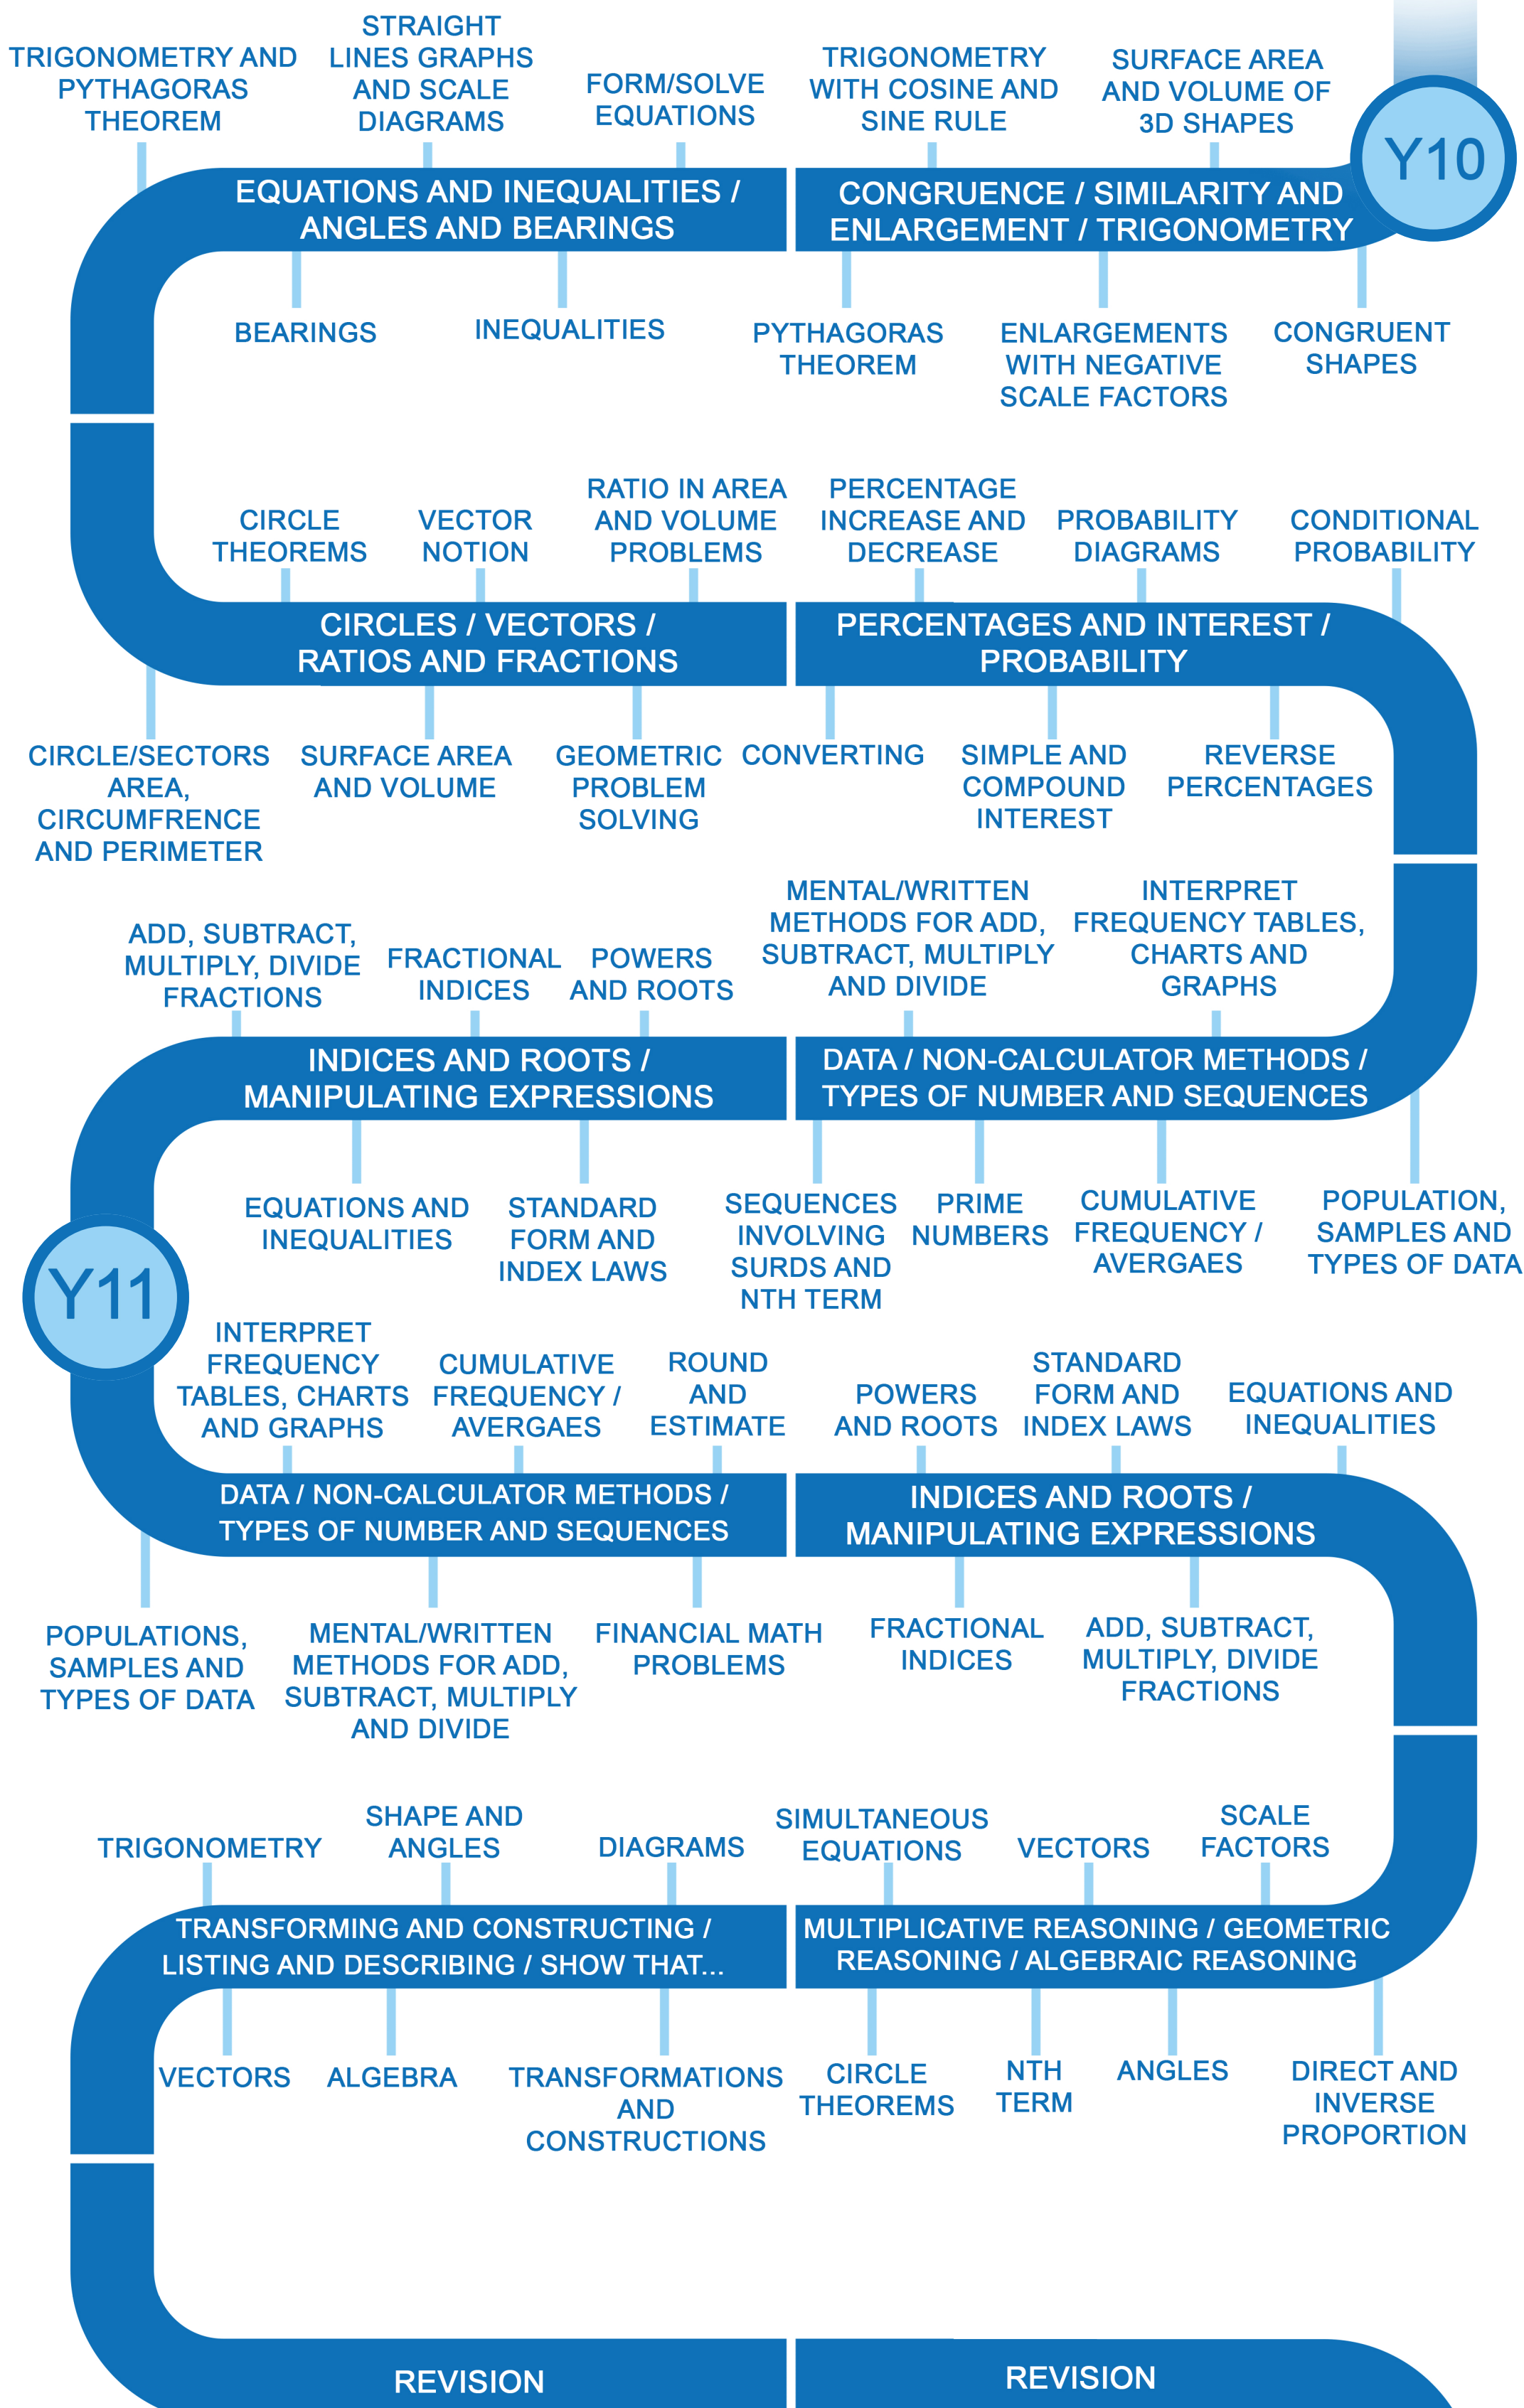 STRAIGHT
LINES GRAPHS
AND SCALE
DIAGRAMS
TRIGONOMETRY AND
PYTHAGORAS
THEOREM
FORM/SOLVE
EQUATIONS
TRIGONOMETRY
WITH COSINE AND
SINE RULE
SURFACE AREA
AND VOLUME OF
3D SHAPES
Y10
EQUATIONS AND INEQUALITIES /
ANGLES AND BEARINGS
CONGRUENCE / SIMILARITY AND
ENLARGEMENT / TRIGONOMETRY
BEARINGS
INEQUALITIES
PYTHAGORAS
THEOREM
ENLARGEMENTS
WITH NEGATIVE
SCALE FACTORS
CONGRUENT
SHAPES
CIRCLE
THEOREMS
VECTOR
NOTION
RATIO IN AREA
AND VOLUME
PROBLEMS
PERCENTAGE
INCREASE AND
DECREASE
PROBABILITY
DIAGRAMS
CONDITIONAL
PROBABILITY
CIRCLES / VECTORS /
RATIOS AND FRACTIONS
PERCENTAGES AND INTEREST /
PROBABILITY
CIRCLE/SECTORS
AREA,
CIRCUMFRENCE
AND PERIMETER
SURFACE AREA
AND VOLUME
GEOMETRIC
PROBLEM
SOLVING
CONVERTING
SIMPLE AND
COMPOUND
INTEREST
REVERSE
PERCENTAGES
ADD, SUBTRACT,
MULTIPLY, DIVIDE
FRACTIONS
FRACTIONAL
INDICES
POWERS
AND ROOTS
MENTAL/WRITTEN
METHODS FOR ADD,
SUBTRACT, MULTIPLY
AND DIVIDE
INTERPRET
FREQUENCY TABLES,
CHARTS AND
GRAPHS
INDICES AND ROOTS /
MANIPULATING EXPRESSIONS
DATA / NON-CALCULATOR METHODS /
TYPES OF NUMBER AND SEQUENCES
EQUATIONS AND
INEQUALITIES
STANDARD
FORM AND
INDEX LAWS
SEQUENCES
INVOLVING
SURDS AND
NTH TERM
PRIME
NUMBERS
CUMULATIVE
FREQUENCY /
AVERGAES
POPULATION,
SAMPLES AND
TYPES OF DATA
Y11
INTERPRET
FREQUENCY
TABLES, CHARTS
AND GRAPHS
CUMULATIVE
FREQUENCY /
AVERGAES
ROUND
AND
ESTIMATE
POWERS
AND ROOTS
STANDARD
FORM AND
INDEX LAWS
EQUATIONS AND
INEQUALITIES
DATA / NON-CALCULATOR METHODS /
TYPES OF NUMBER AND SEQUENCES
INDICES AND ROOTS /
MANIPULATING EXPRESSIONS
POPULATIONS,
SAMPLES AND
TYPES OF DATA
MENTAL/WRITTEN
METHODS FOR ADD,
SUBTRACT, MULTIPLY
AND DIVIDE
FINANCIAL MATH
PROBLEMS
FRACTIONAL
INDICES
ADD, SUBTRACT,
MULTIPLY, DIVIDE
FRACTIONS
TRIGONOMETRY
SHAPE AND
ANGLES
DIAGRAMS
SIMULTANEOUS
EQUATIONS
VECTORS
SCALE
FACTORS
TRANSFORMING AND CONSTRUCTING /
LISTING AND DESCRIBING / SHOW THAT...
MULTIPLICATIVE REASONING / GEOMETRIC
REASONING / ALGEBRAIC REASONING
VECTORS
ALGEBRA
TRANSFORMATIONS
AND
CONSTRUCTIONS
CIRCLE
THEOREMS
NTH
TERM
ANGLES
DIRECT AND
INVERSE
PROPORTION
REVISION
REVISION